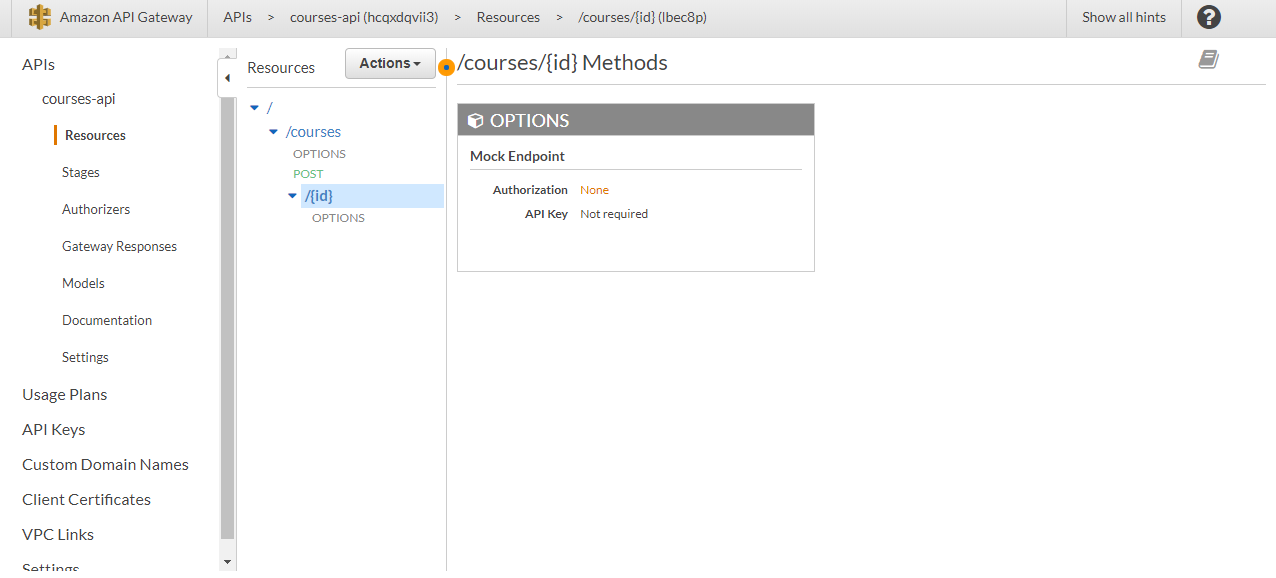 Amazon API Gateway
APIs > courses-api (hcqxdqvii3) > Resources > /courses/{id} (lbec8p)
Show all hints
?
APIs
courses-api
Resources
Stages
Authorizers
Gateway Responses
Models
Documentation
Settings
Usage Plans
API Keys
Custom Domain Names
Client Certificates
VPC Links
Settings
Resources
Actions
/
/courses
OPTIONS
POST
/{id}
OPTIONS
/courses/{id} Methods
OPTIONS
Mock Endpoint
Authorization None
API Key Not required